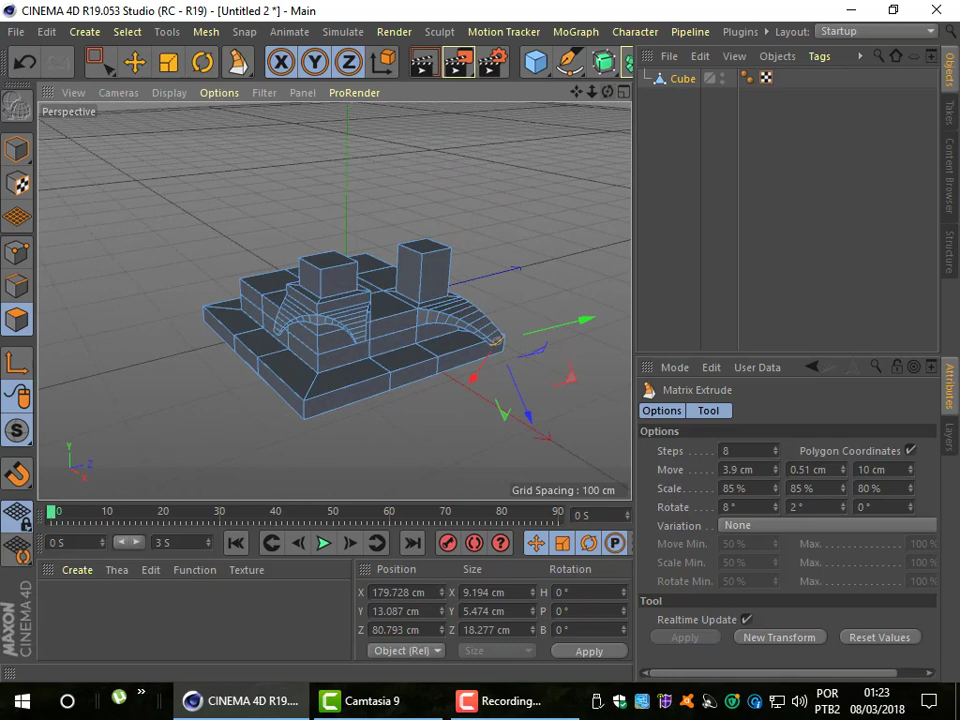 CINEMA 4D R19.053 Studio (RC - R19) - [Untitled 2 *] - Main
File Edit Create Select Tools Mesh Snap Animate Simulate Render Sculpt Motion Tracker MoGraph Character Pipeline Plugins Layout: Startup
X Y Z
File Edit View Objects Tags
Cube
View Cameras Display Options Filter Panel ProRender
Perspective
Objects
Takes
Content Browser
Structure
Y
Z
X
Grid Spacing : 100 cm
Mode Edit User Data
Matrix Extrude
Options Tool
Options
Steps 8 Polygon Coordinates
Move 3.9 cm 0.51 cm 10 cm
Scale 85 % 85 % 80 %
Rotate 8 ° 2 ° 0 °
Variation None
Move Min. 50 % Max. 100 %
Scale Min. 50 % Max. 100 %
Rotate Min. 50 % Max. 100 %
Tool
Realtime Update
Apply New Transform Reset Values
Attributes
Layers
0 10 20 30 40 50 60 70 80 90 0 S
0 S 3 S
P
Create Thea Edit Function Texture
Position Size Rotation
X 179.728 cm X 9.194 cm H 0 °
Y 13.087 cm Y 5.474 cm P 0 °
Z 80.793 cm Z 18.277 cm B 0 °
Object (Rel) Size Apply
MAXON
CINEMA 4D
CINEMA 4D R19....
Camtasia 9
Recording...
POR
PTB2
01:23
08/03/2018